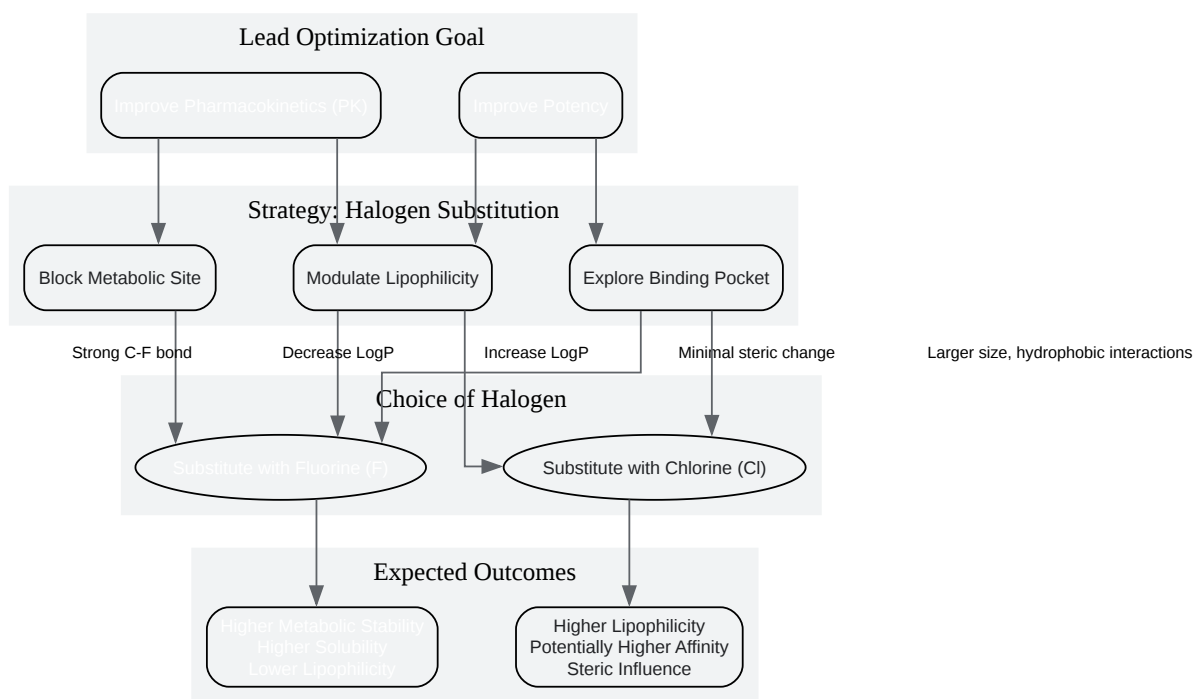 Lead Optimization Goal
Improve Pharmacokinetics (PK)
Improve Potency
Strategy: Halogen Substitution
Block Metabolic Site
Modulate Lipophilicity
Explore Binding Pocket
Strong C-F bond
Decrease LogP
Increase LogP
Minimal steric change
Larger size, hydrophobic interactions
Choice of Halogen
Substitute with Fluorine (F)
Substitute with Chlorine (Cl)
Expected Outcomes
Higher Metabolic Stability
Higher Solubility
Lower Lipophilicity
Higher Lipophilicity
Potentially Higher Affinity
Steric Influence